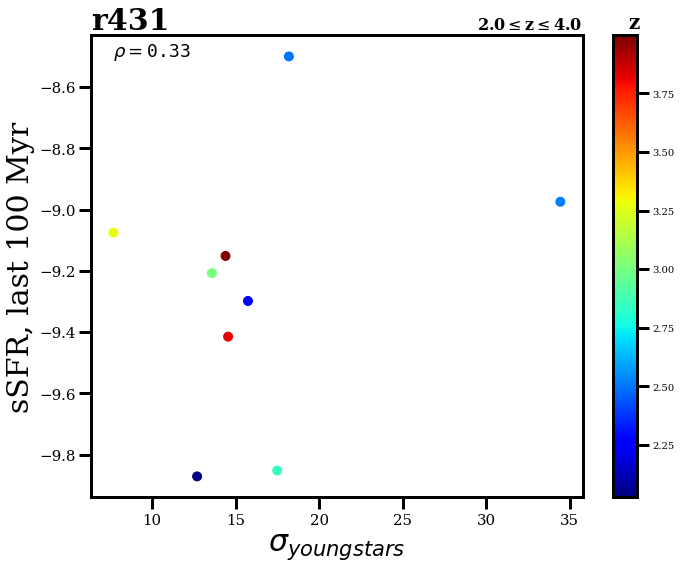 r431
2.0 ≤ z ≤ 4.0
z
ρ = 0.33
−8.6
−8.8
−9.0
−9.2
−9.4
−9.6
−9.8
sSFR, last 100 Myr
10 15 20 25 30 35
σyoungstars
3.75
3.50
3.25
3.00
2.75
2.50
2.25